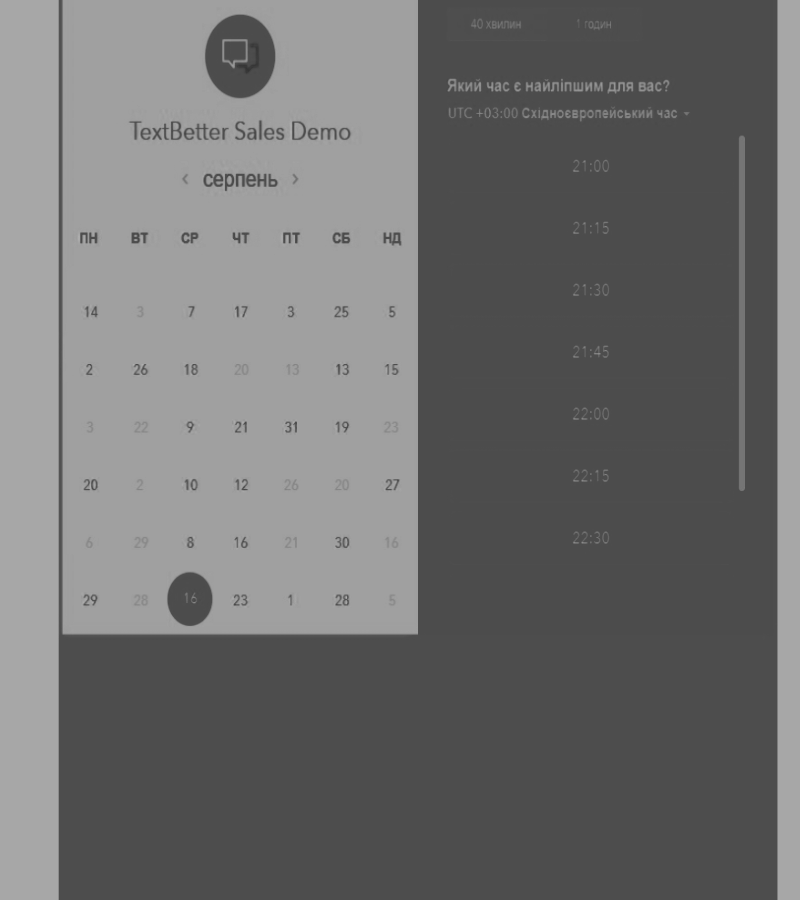 TextBetter Sales Demo
< серпень >
ПН ВТ СР ЧТ ПТ СБ НД
14 3 7 17 3 25 5
2 26 18 20 13 13 15
3 22 9 21 31 19 23
20 2 10 12 26 20 27
6 29 8 16 21 30 16
29 28 16 23 1 28 5
40 хвилин 1 годин
Який час є найліпшим для вас?
UTC +03:00 Східноєвропейський час
21:00
21:15
21:30
21:45
22:00
22:15
22:30